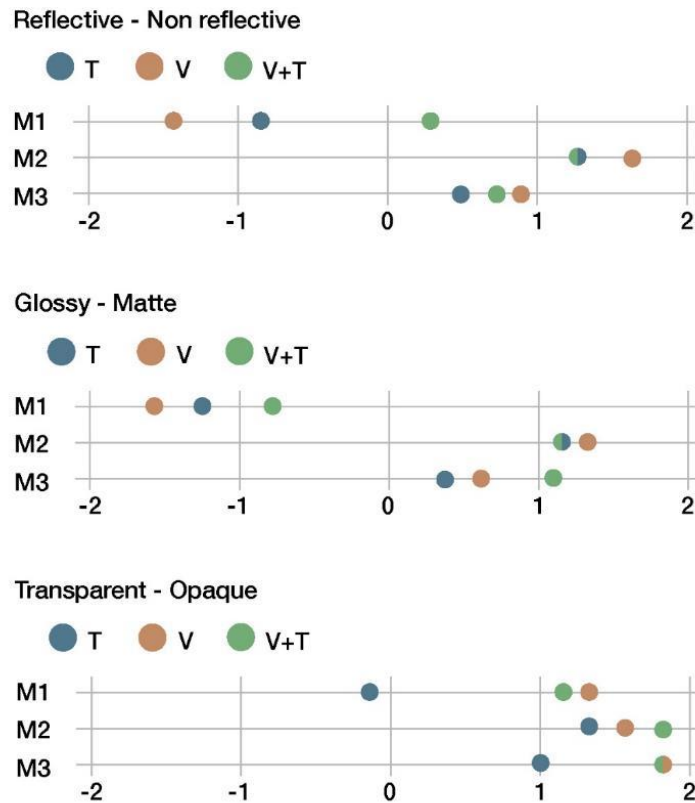 Reflective - Non reflective
T V V+T
M1
M2
M3
-2 -1 0 1 2
Glossy - Matte
T V V+T
M1
M2
M3
-2 -1 0 1 2
Transparent - Opaque
T V V+T
M1
M2
M3
-2 -1 0 1 2